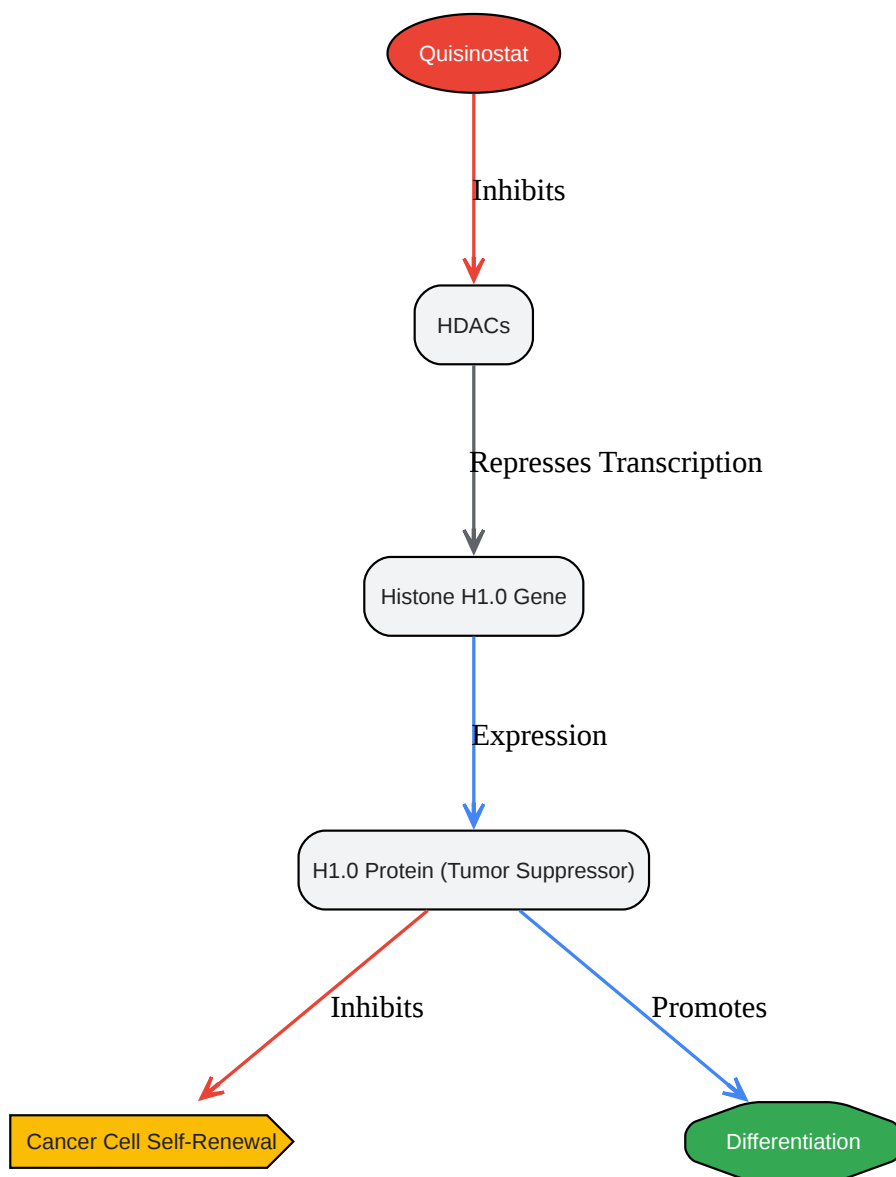 Quisinostat
Inhibits
HDACs
Represses Transcription
Histone H1.0 Gene
Expression
H1.0 Protein (Tumor Suppressor)
Inhibits
Promotes
Cancer Cell Self-Renewal
Differentiation